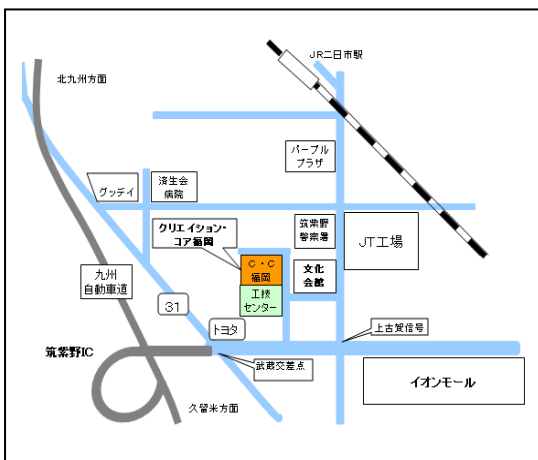 JR二日市駅
北九州方面
パープル
プラザ
済生会
病院
グッデイ
クリエイション・
コア福岡
筑紫野
警察署
JT工場
C・C
福岡
文化
会館
九州
自動車道
工技
センター
31
トヨタ
上古賀信号
筑紫野IC
武蔵交差点
イオンモール
久留米方面